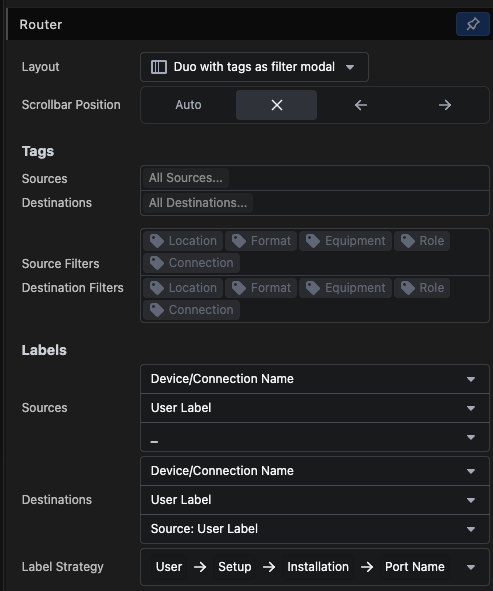 Router
Layout
Duo with tags as filter modal
Scrollbar Position
Auto
Tags
Sources
All Sources...
Destinations
All Destinations...
Source Filters
Location Format Equipment Role
Connection
Destination Filters
Location Format Equipment Role
Connection
Labels
Sources
Device/Connection Name
User Label
_
Destinations
Device/Connection Name
User Label
Source: User Label
Label Strategy
User → Setup → Installation → Port Name